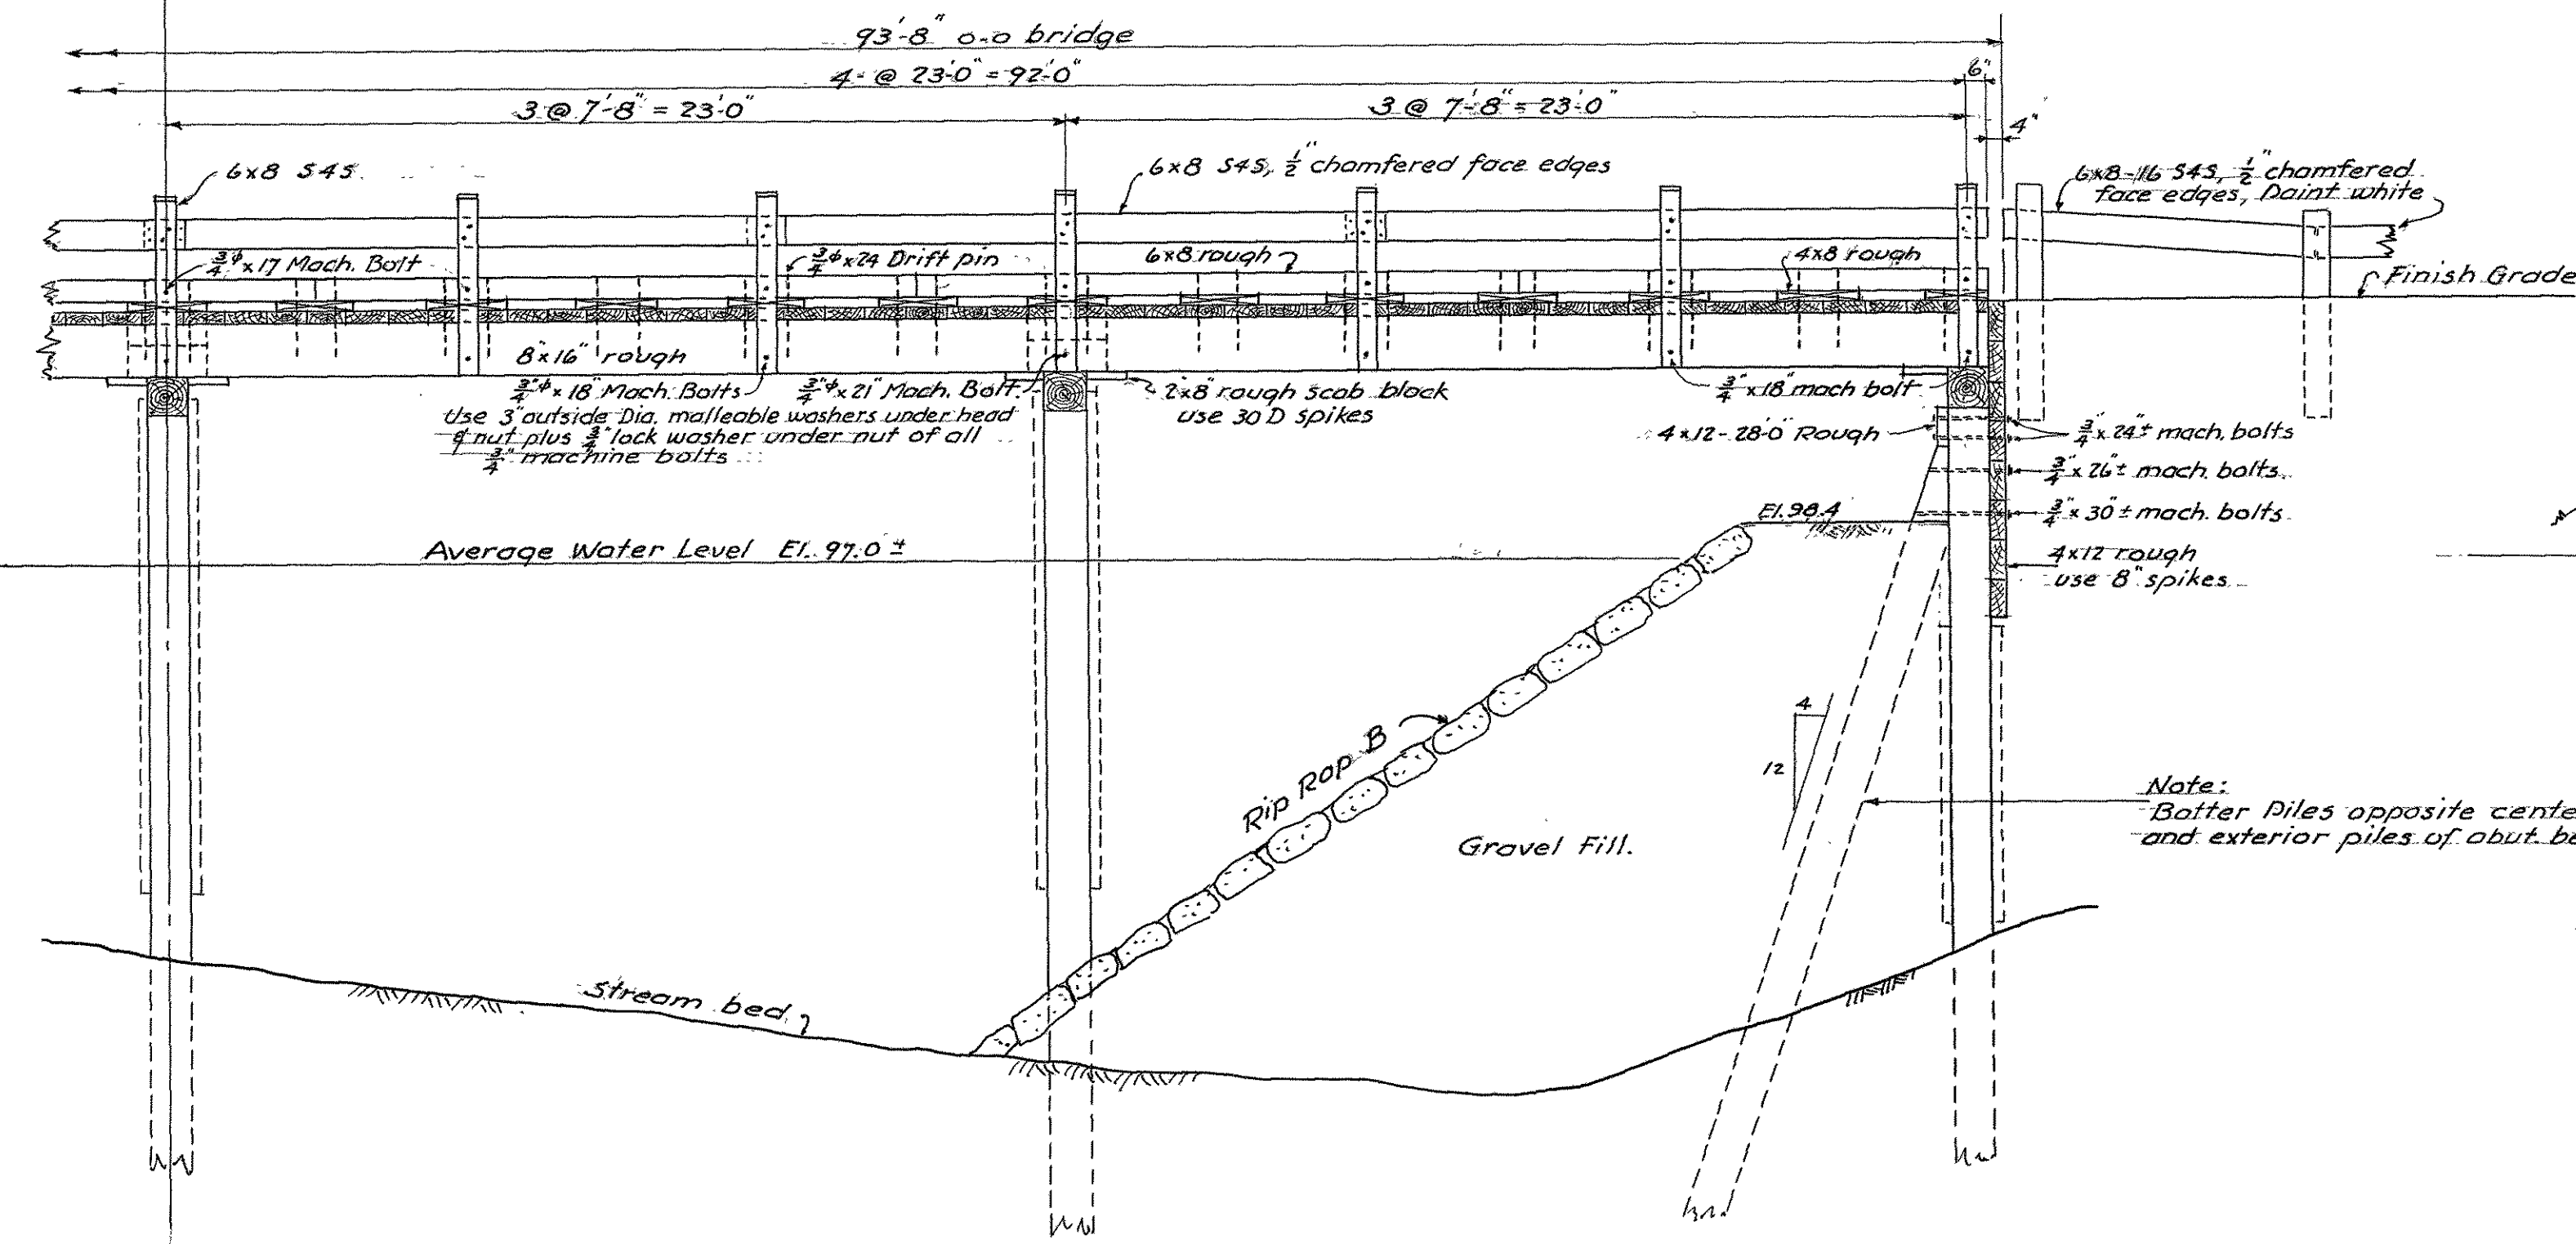 93'-8" o-o bridge
4 @ 23'-0" = 92'-0"
6"
3 @ 7'-8" = 23'-0"
3 @ 7'-8" = 23'-0"
4"
6x8 S4S
6x8 S4S, 1/2" chamfered face edges
6x8-16 S4S, 1/2" chamfered
face edges, Paint white
3/4"φ x 17 Mach. Bolt
3/4"φ x 24 Drift pin
6x8 rough
4x8 rough
Finish Grade
8"x16" rough
3/4"φ x 18" Mach. Bolts
3/4"φ x 21" Mach. Bolt
2"x8" rough scab block
use 30 D spikes
3/4" x 18" mach bolt
Use 3" outside Dia. malleable washers under head
& nut plus 3/4" lock washer under nut of all
3/4" machine bolts
4x12-28'-0" Rough
3/4" x 24"± mach. bolts
3/4" x 26"± mach. bolts
3/4" x 30"± mach. bolts
El. 98.4
Average Water Level El. 97.0±
4x12 rough
use 8" spikes
4
12
Rip Rap B
Gravel Fill.
Note:
Batter Piles opposite cente
and exterior piles of abut. be
Stream bed